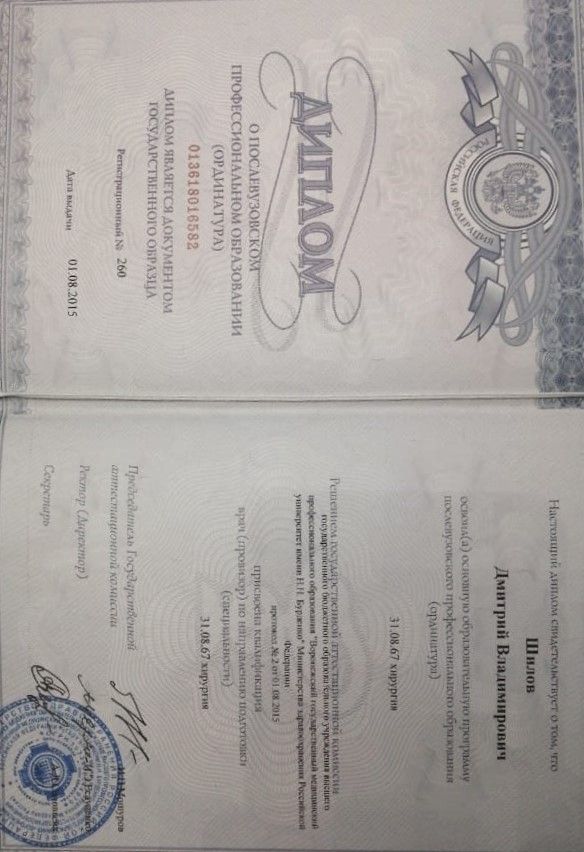 РОССИЙСКАЯ ФЕДЕРАЦИЯ
ДИПЛОМ
О ПОСЛЕВУЗОВСКОМ
ПРОФЕССИОНАЛЬНОМ ОБРАЗОВАНИИ
(ОРДИНАТУРА)
013618016582
ДИПЛОМ ЯВЛЯЕТСЯ ДОКУМЕНТОМ
ГОСУДАРСТВЕННОГО ОБРАЗЦА
Регистрационный № 260
Дата выдачи 01.08.2015
Настоящий диплом свидетельствует о том, что
Шилов
Дмитрий Владимирович
освоил(а) основную образовательную программу
послевузовского профессионального образования
(ординатура)
31.08.67 хирургия
Решением государственной аттестационной комиссии
государственного бюджетного образовательного учреждения высшего
профессионального образования "Воронежский государственный медицинский
университет имени Н.Н. Бурденко" Министерства здравоохранения Российской
Федерации
протокол № 2 от 01.08.2015
присвоена квалификация
врач (провизор) по направлению подготовки
(специальности)
31.08.67 хирургия
Председатель Государственной
аттестационной комиссии
Ректор (Директор)
Секретарь